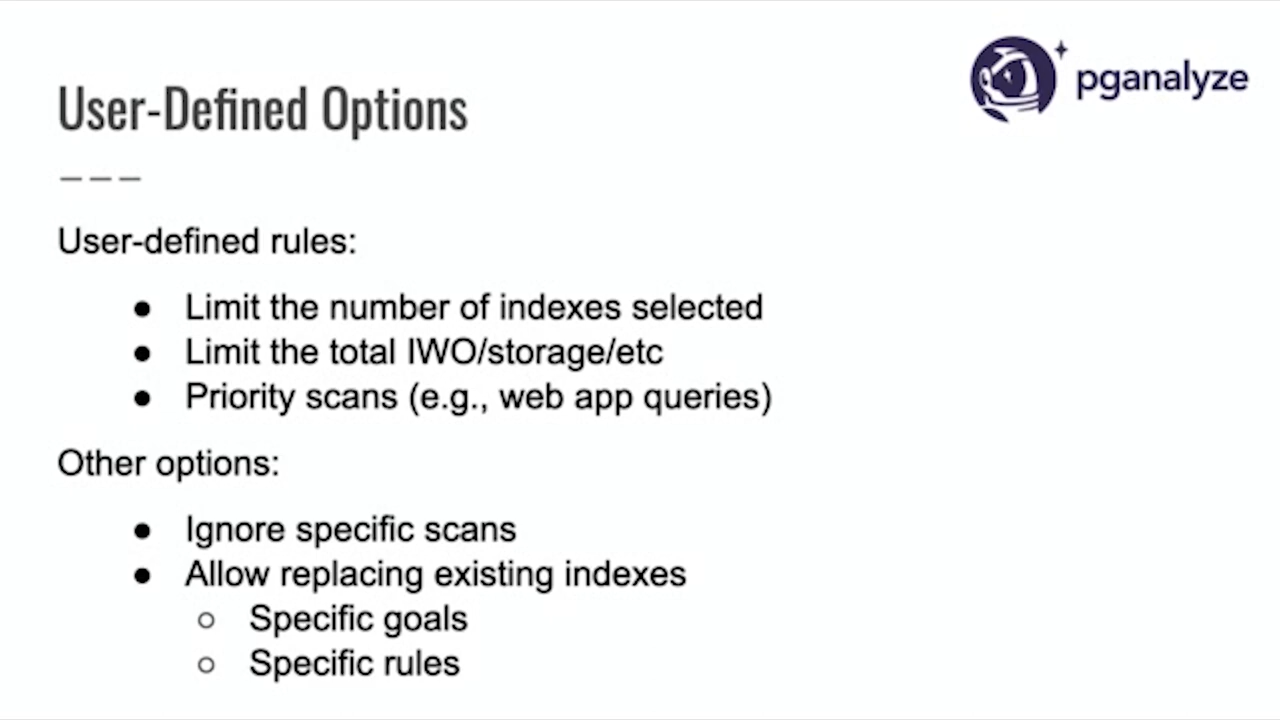 pganalyze
User-Defined Options
User-defined rules:
● Limit the number of indexes selected
● Limit the total IWO/storage/etc
● Priority scans (e.g., web app queries)
Other options:
● Ignore specific scans
● Allow replacing existing indexes
○ Specific goals
○ Specific rules